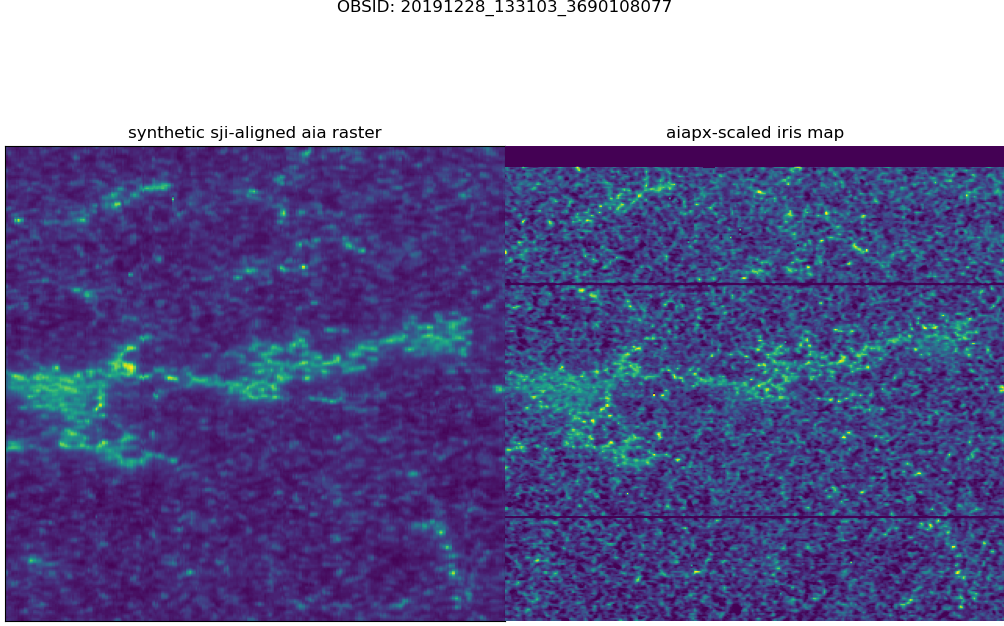 OBSID: 20191228_133103_3690108077
synthetic sji-aligned aia raster
aiapx-scaled iris map